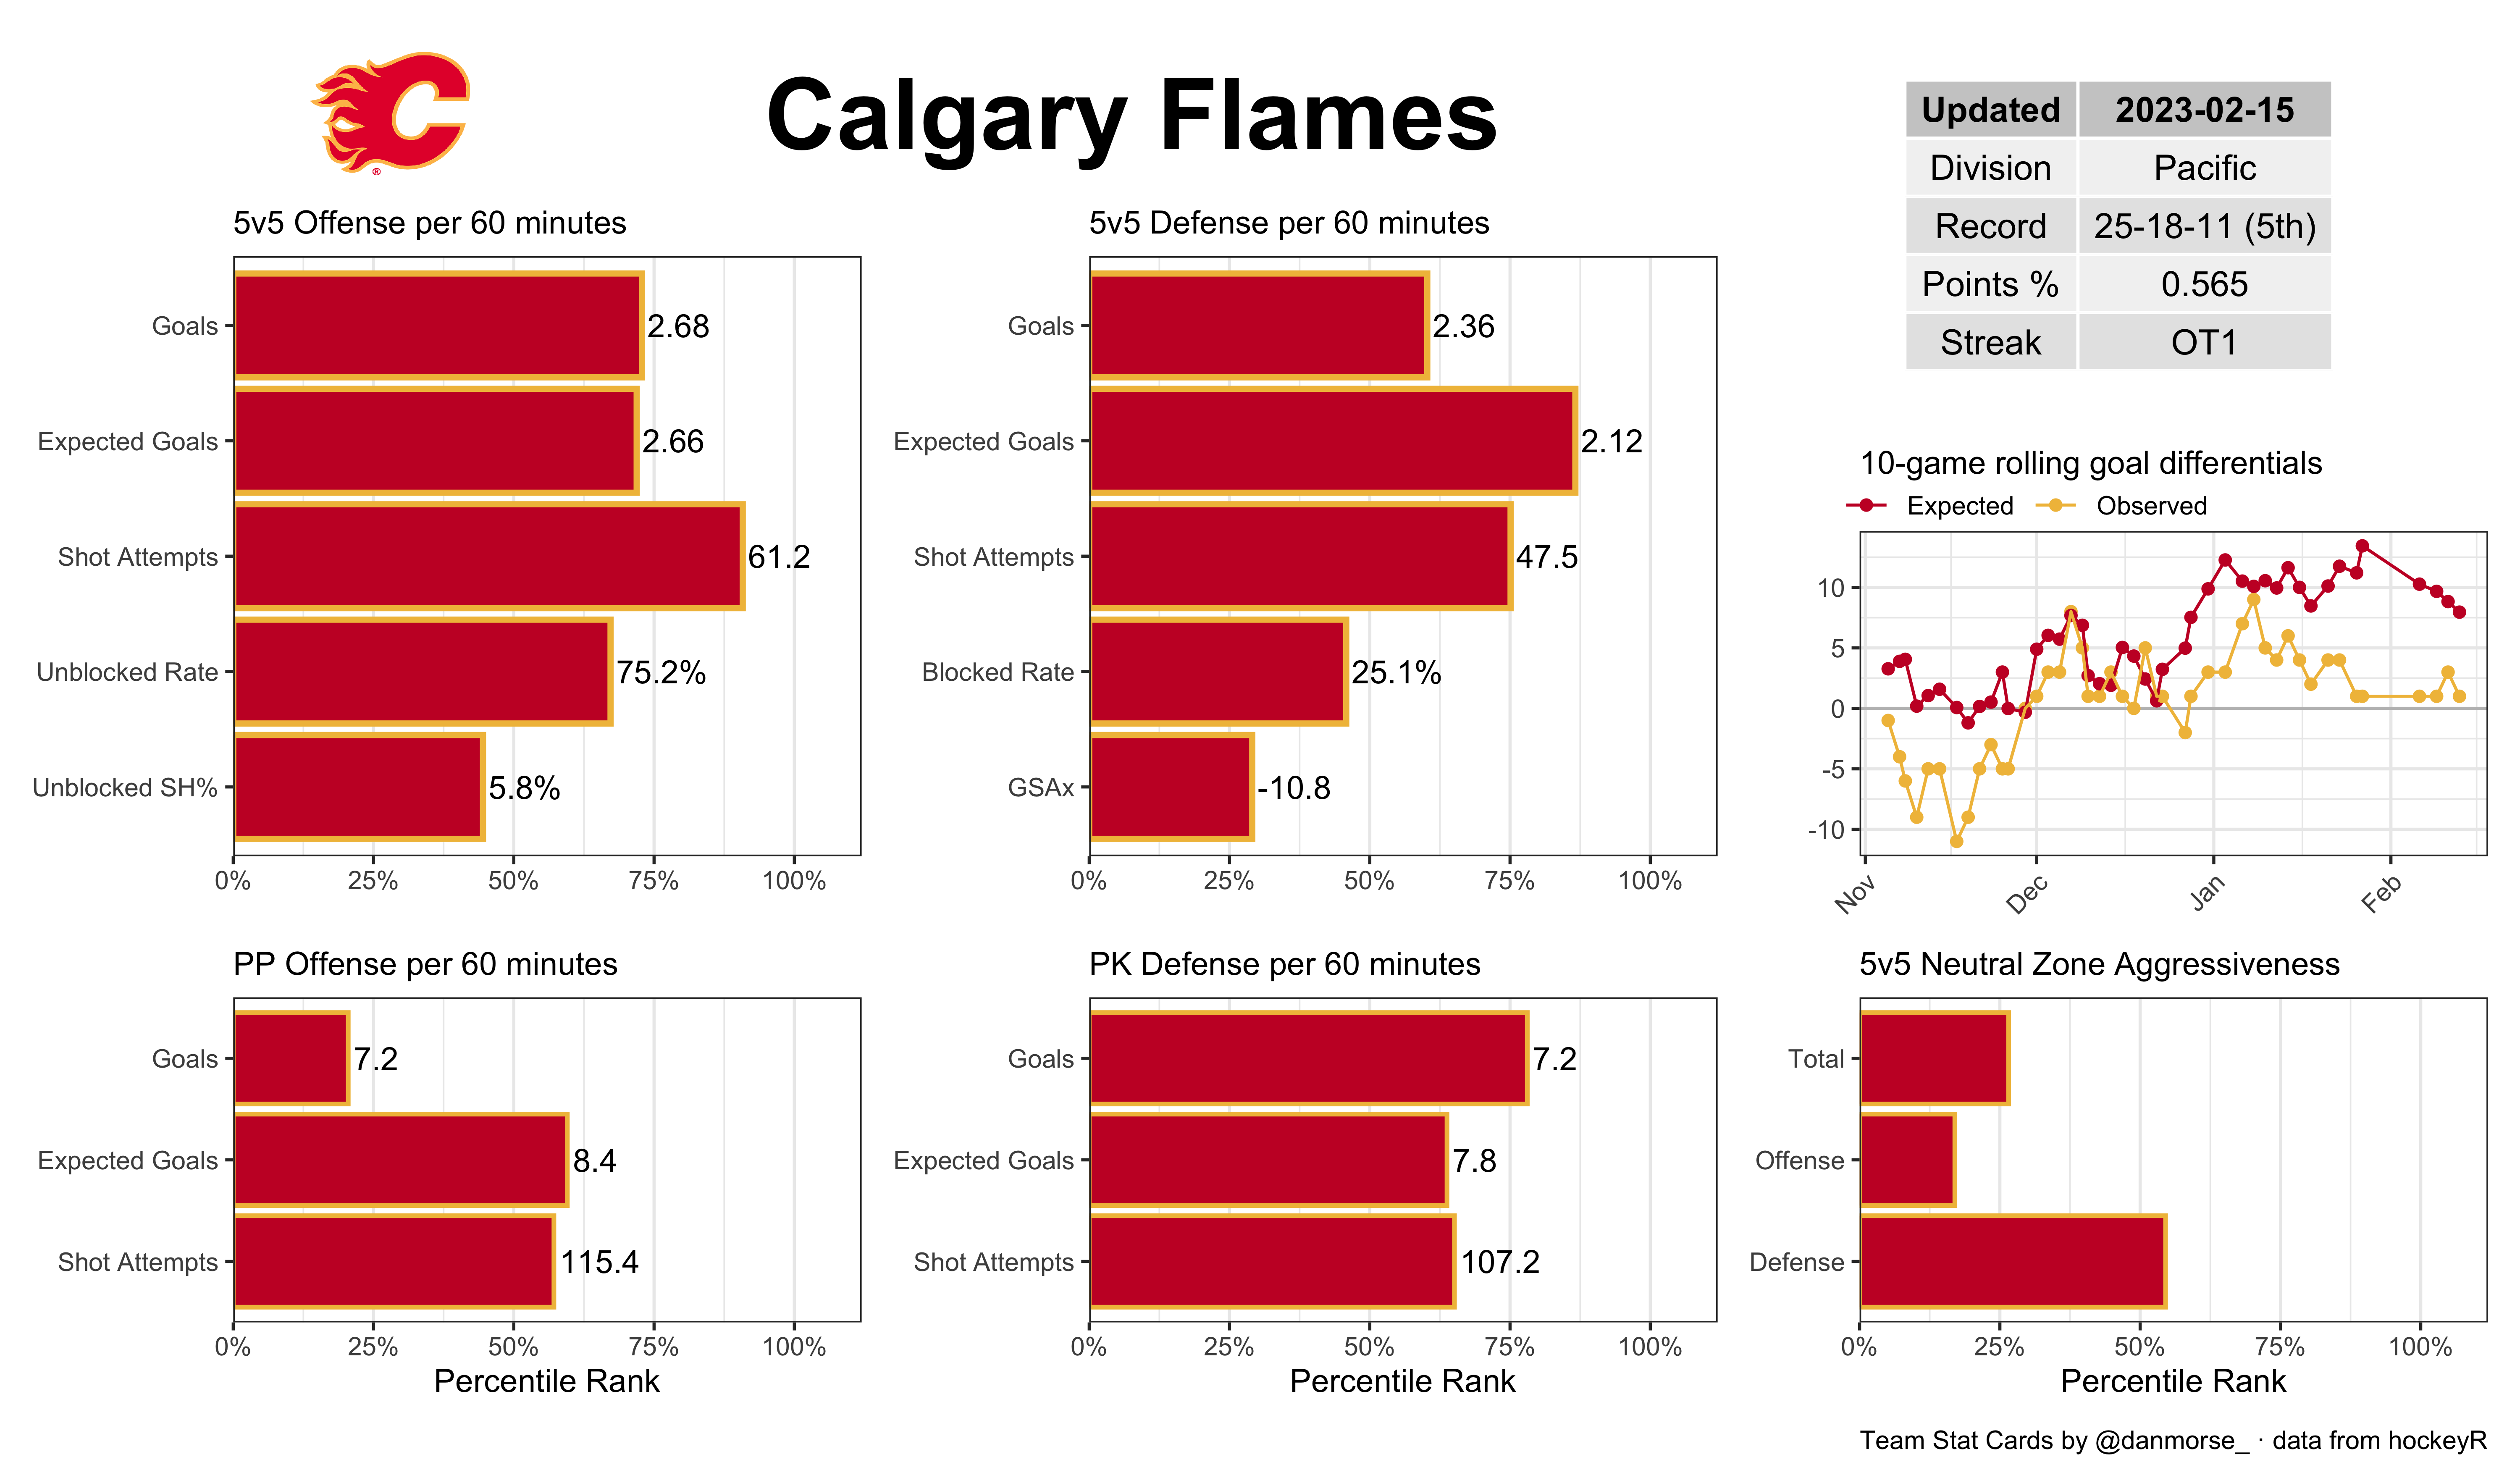 Calgary Flames
Updated 2023-02-15
Division Pacific
Record 25-18-11 (5th)
Points % 0.565
Streak OT1
5v5 Offense per 60 minutes
Goals 2.68
Expected Goals 2.66
Shot Attempts 61.2
Unblocked Rate 75.2%
Unblocked SH% 5.8%
0% 25% 50% 75% 100%
5v5 Defense per 60 minutes
Goals 2.36
Expected Goals 2.12
Shot Attempts 47.5
Blocked Rate 25.1%
GSAx -10.8
0% 25% 50% 75% 100%
10-game rolling goal differentials
Expected Observed
10
5
0
-5
-10
Nov Dec Jan Feb
PP Offense per 60 minutes
Goals 7.2
Expected Goals 8.4
Shot Attempts 115.4
0% 25% 50% 75% 100%
Percentile Rank
PK Defense per 60 minutes
Goals 7.2
Expected Goals 7.8
Shot Attempts 107.2
0% 25% 50% 75% 100%
Percentile Rank
5v5 Neutral Zone Aggressiveness
Total
Offense
Defense
0% 25% 50% 75% 100%
Percentile Rank
Team Stat Cards by @danmorse_ · data from hockeyR